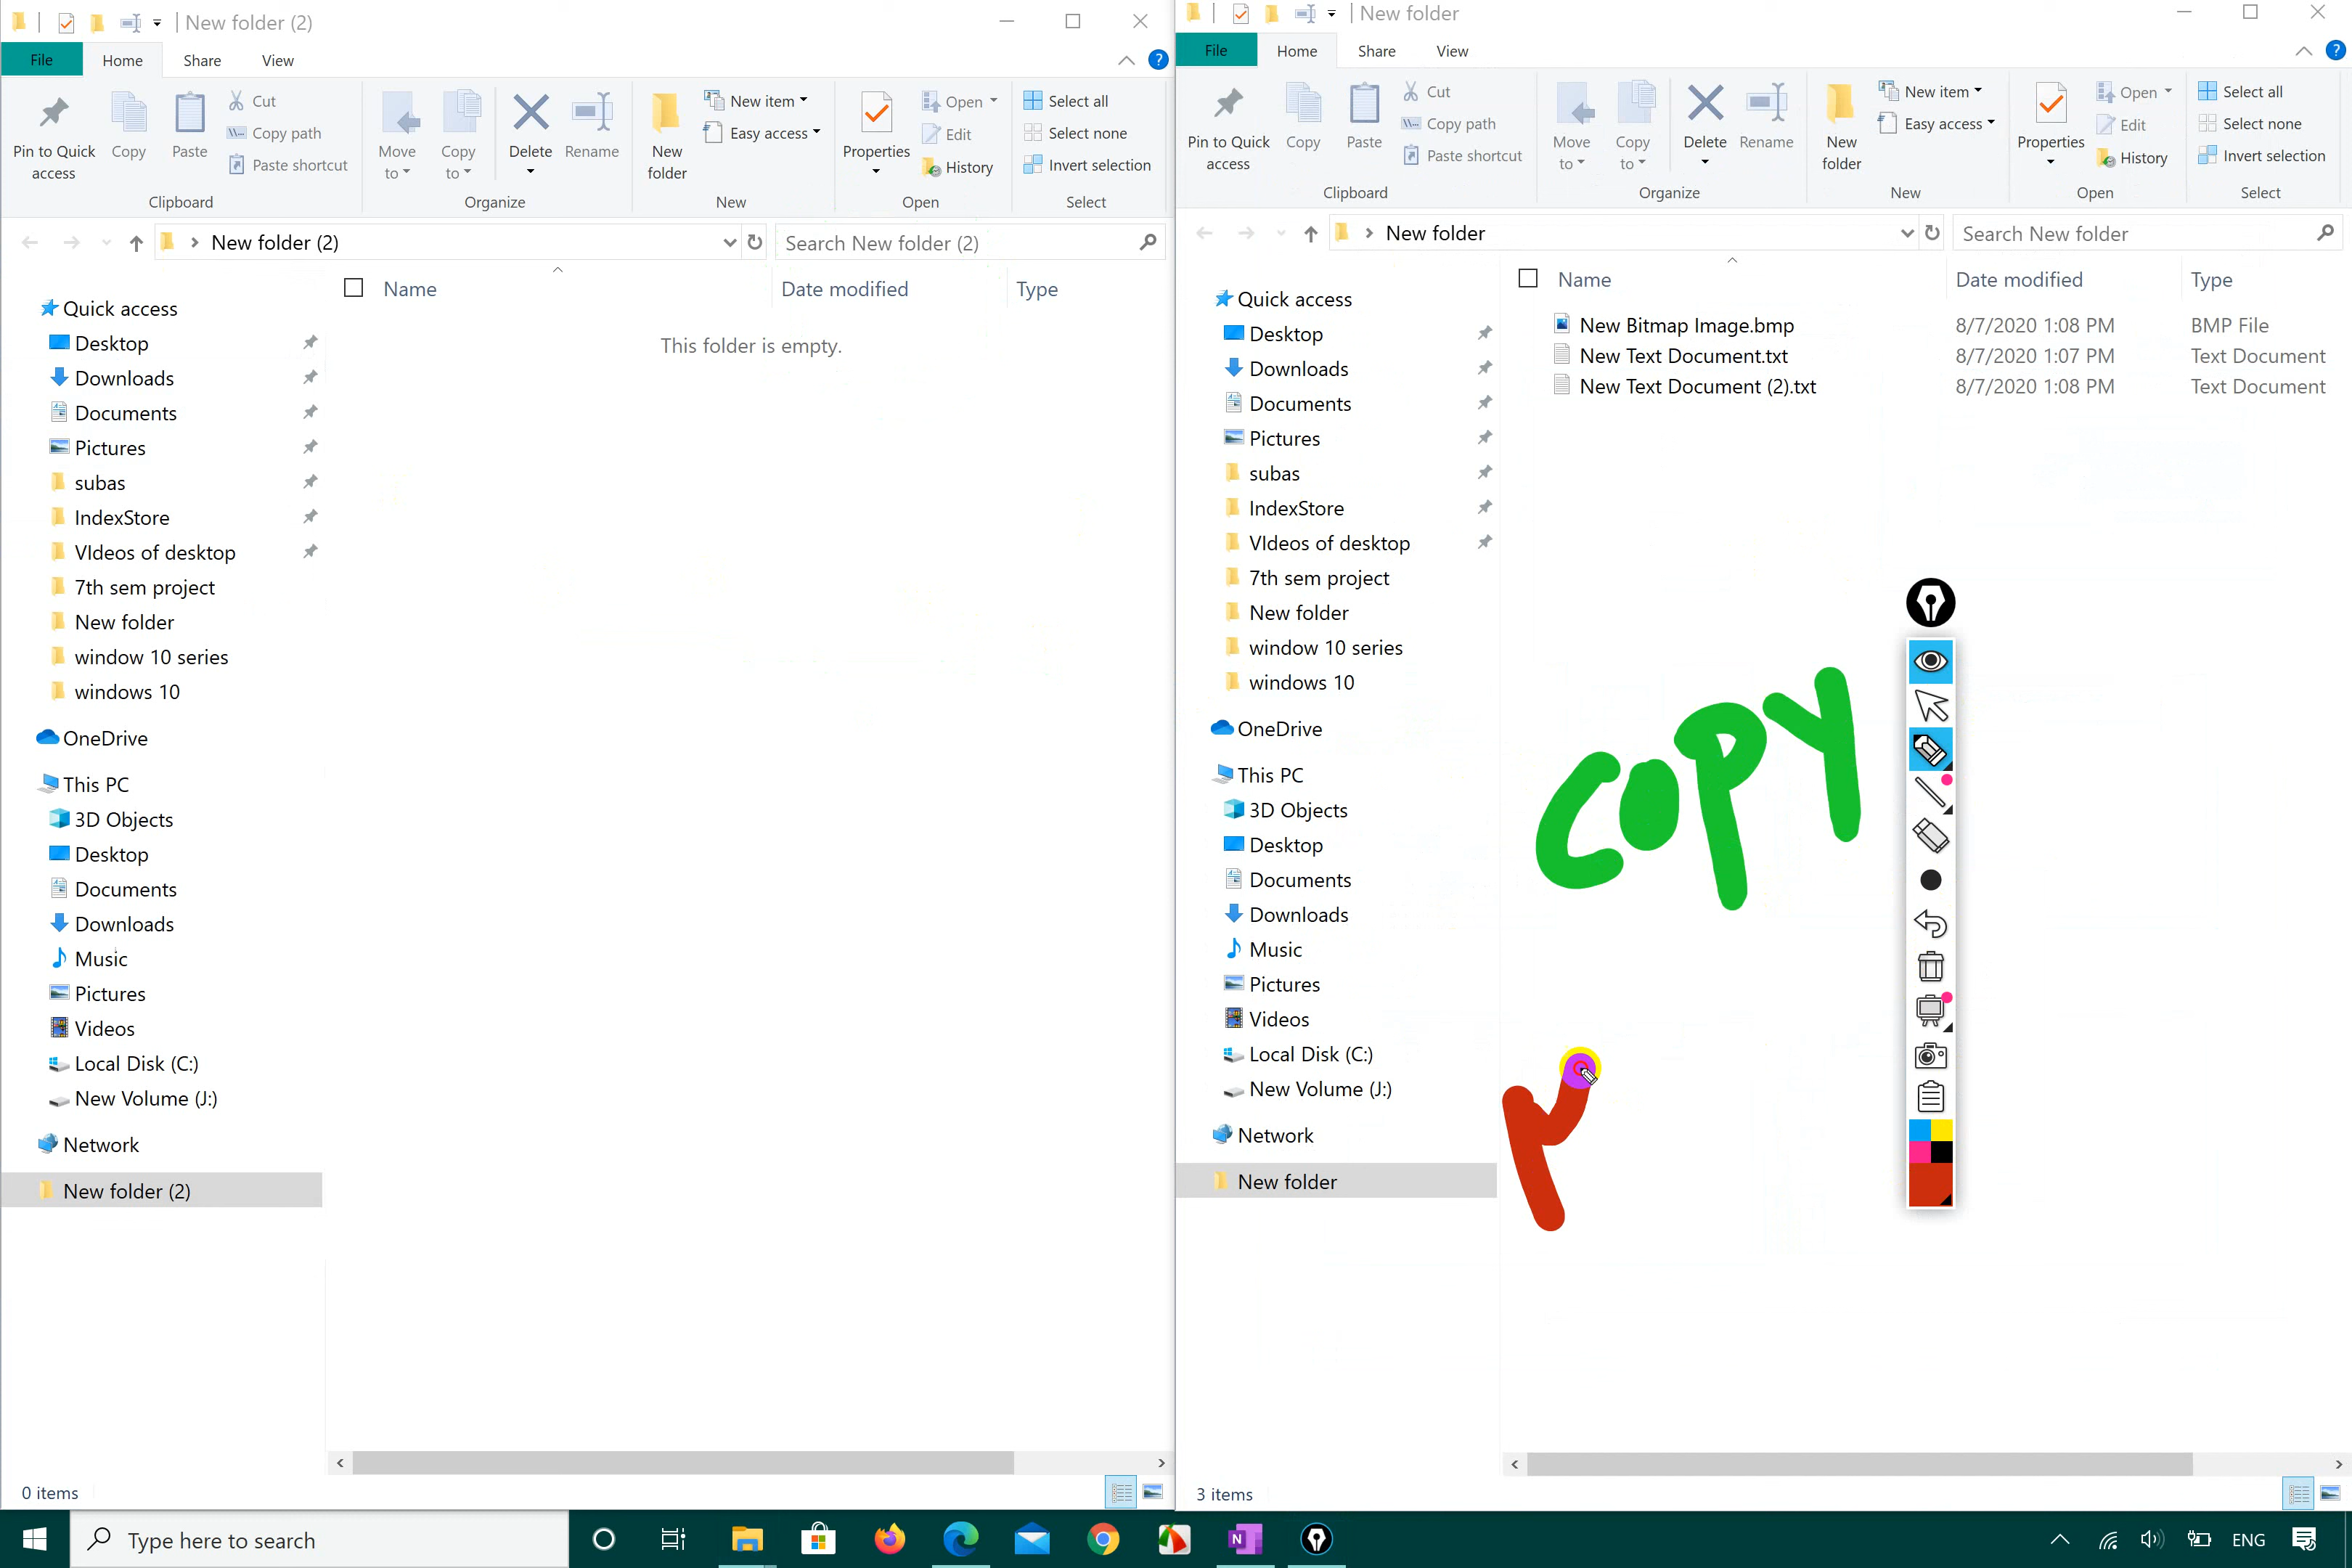 New folder (2)
File Home Share View
Pin to Quick access
Copy
Paste
Cut
Copy path
Paste shortcut
Clipboard
Move to
Copy to
Delete
Rename
Organize
New folder
New item
Easy access
New
Properties
Open
Edit
History
Open
Select all
Select none
Invert selection
Select
New folder (2)
Search New folder (2)
Name Date modified Type
This folder is empty.
Quick access
Desktop
Downloads
Documents
Pictures
subas
IndexStore
VIdeos of desktop
7th sem project
New folder
window 10 series
windows 10
OneDrive
This PC
3D Objects
Desktop
Documents
Downloads
Music
Pictures
Videos
Local Disk (C:)
New Volume (J:)
Network
New folder (2)
0 items
New folder
File Home Share View
Pin to Quick access
Copy
Paste
Cut
Copy path
Paste shortcut
Clipboard
Move to
Copy to
Delete
Rename
Organize
New folder
New item
Easy access
New
Properties
Open
Edit
History
Open
Select all
Select none
Invert selection
Select
New folder
Search New folder
Name Date modified Type
New Bitmap Image.bmp 8/7/2020 1:08 PM BMP File
New Text Document.txt 8/7/2020 1:07 PM Text Document
New Text Document (2).txt 8/7/2020 1:08 PM Text Document
Quick access
Desktop
Downloads
Documents
Pictures
subas
IndexStore
VIdeos of desktop
7th sem project
New folder
window 10 series
windows 10
OneDrive
This PC
3D Objects
Desktop
Documents
Downloads
Music
Pictures
Videos
Local Disk (C:)
New Volume (J:)
Network
New folder
COPY
3 items
Type here to search
ENG